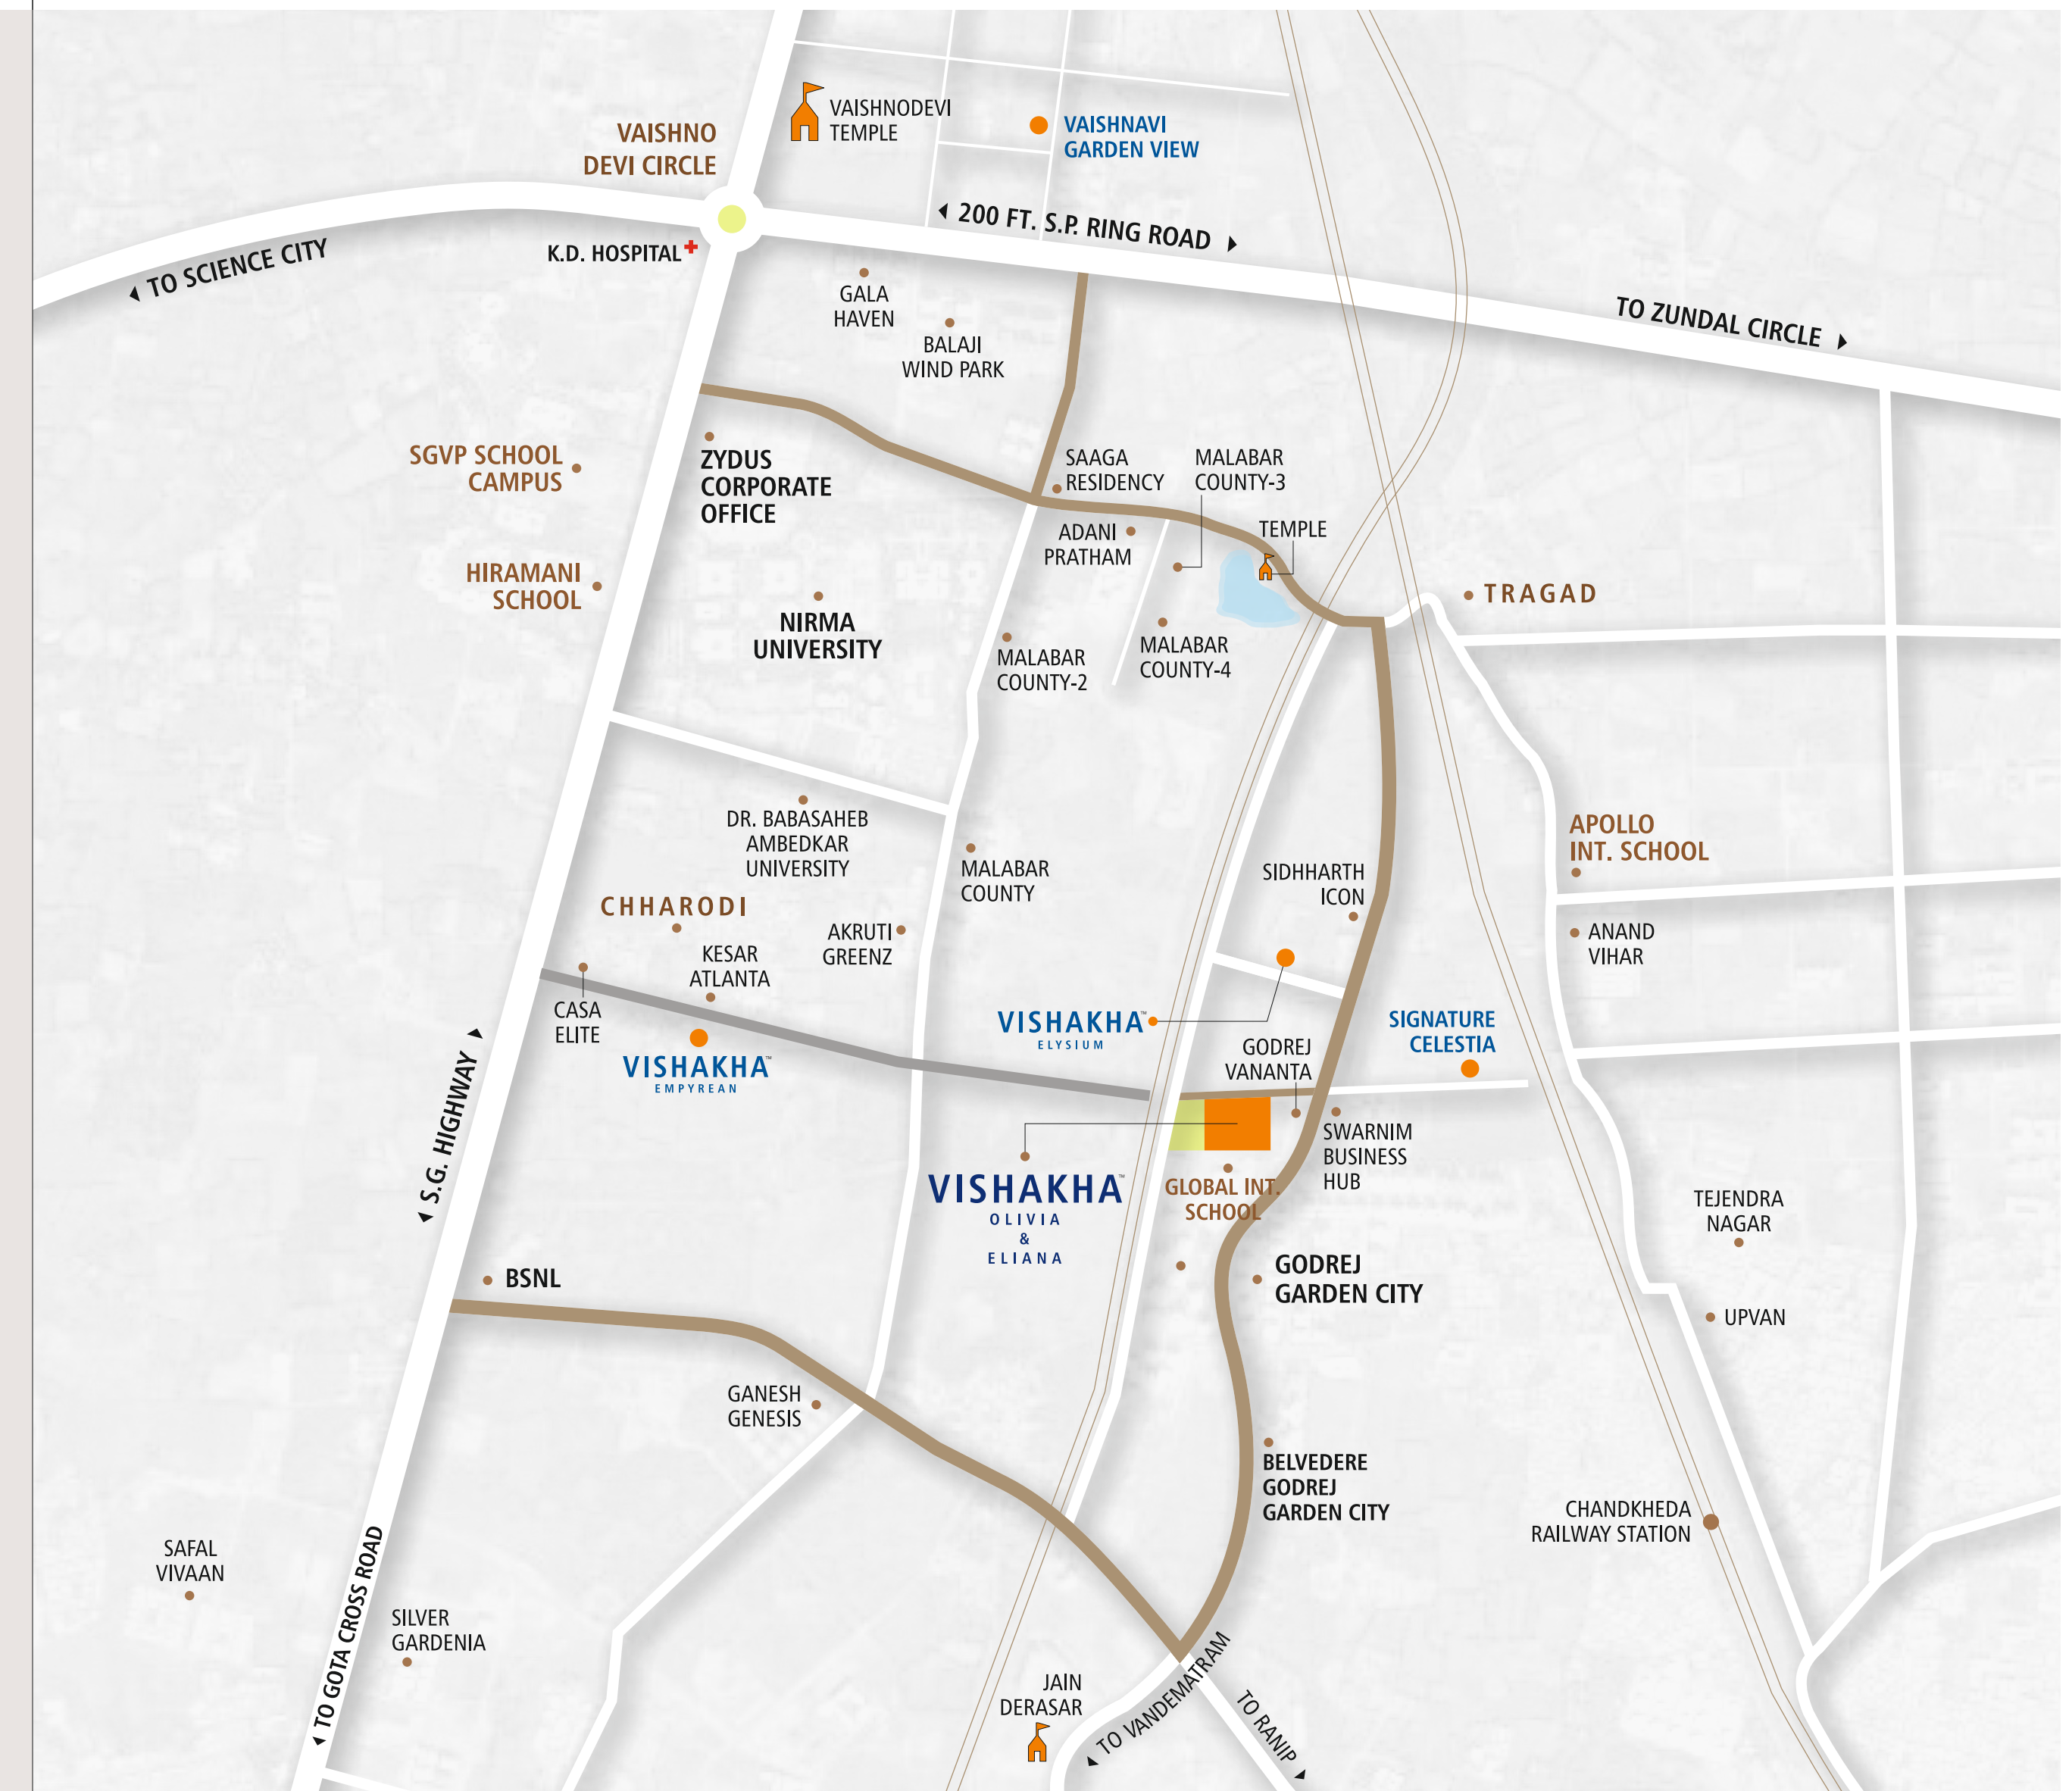 VAISHNODEVI
TEMPLE
VAISHNAVI
GARDEN VIEW
VAISHNO
DEVI CIRCLE
200 FT. S.P. RING ROAD
K.D. HOSPITAL
TO SCIENCE CITY
GALA
HAVEN
TO ZUNDAL CIRCLE
BALAJI
WIND PARK
SGVP SCHOOL
CAMPUS
ZYDUS
CORPORATE
OFFICE
SAAGA
RESIDENCY
MALABAR
COUNTY-3
ADANI
PRATHAM
TEMPLE
HIRAMANI
SCHOOL
TRAGAD
NIRMA
UNIVERSITY
MALABAR
COUNTY-2
MALABAR
COUNTY-4
DR. BABASAHEB
AMBEDKAR
UNIVERSITY
MALABAR
COUNTY
SIDHHARTH
ICON
APOLLO
INT. SCHOOL
CHHARODI
AKRUTI
GREENZ
ANAND
VIHAR
KESAR
ATLANTA
CASA
ELITE
VISHAKHA™
ELYSIUM
SIGNATURE
CELESTIA
GODREJ
VANANTA
VISHAKHA™
EMPYREAN
S.G. HIGHWAY
SWARNIM
BUSINESS
HUB
VISHAKHA™
OLIVIA
&
ELIANA
GLOBAL INT.
SCHOOL
TEJENDRA
NAGAR
BSNL
GODREJ
GARDEN CITY
UPVAN
GANESH
GENESIS
BELVEDERE
GODREJ
GARDEN CITY
CHANDKHEDA
RAILWAY STATION
SAFAL
VIVAAN
TO GOTA CROSS ROAD
SILVER
GARDENIA
JAIN
DERASAR
TO VANDEMATRAM
TO RANIP